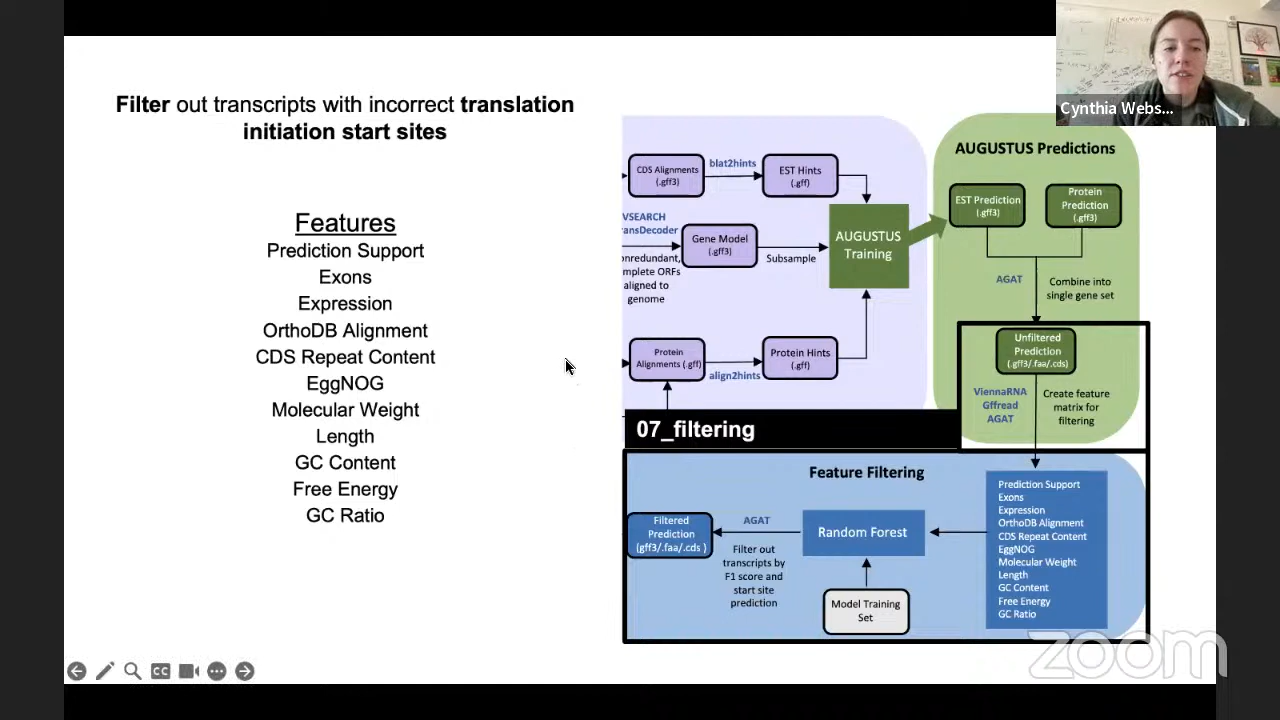 Cynthia Webs...
Filter out transcripts with incorrect translation
initiation start sites
Features
Prediction Support
Exons
Expression
OrthoDB Alignment
CDS Repeat Content
EggNOG
Molecular Weight
Length
GC Content
Free Energy
GC Ratio
CDS Alignments
(.gff3)
blat2hints
EST Hints
(.gff)
VSEARCH
ransDecoder
onredundant,
mplete ORFs
aligned to
genome
Gene Model
(.gff3)
Subsample
AUGUSTUS
Training
Protein
Alignments (.gff)
align2hints
Protein Hints
(.gff)
AUGUSTUS Predictions
EST Prediction
(.gff3)
Protein
Prediction
(.gff3)
AGAT
Combine into
single gene set
Unfiltered
Prediction
(.gff3/.faa/.cds)
ViennaRNA
Gffread
AGAT
Create feature
matrix for
filtering
07_filtering
Feature Filtering
Prediction Support
Exons
Expression
OrthoDB Alignment
CDS Repeat Content
EggNOG
Molecular Weight
Length
GC Content
Free Energy
GC Ratio
Random Forest
Model Training
Set
AGAT
Filter out
transcripts by
F1 score and
start site
prediction
Filtered
Prediction
(gff3/.faa/.cds )
CC
zoom